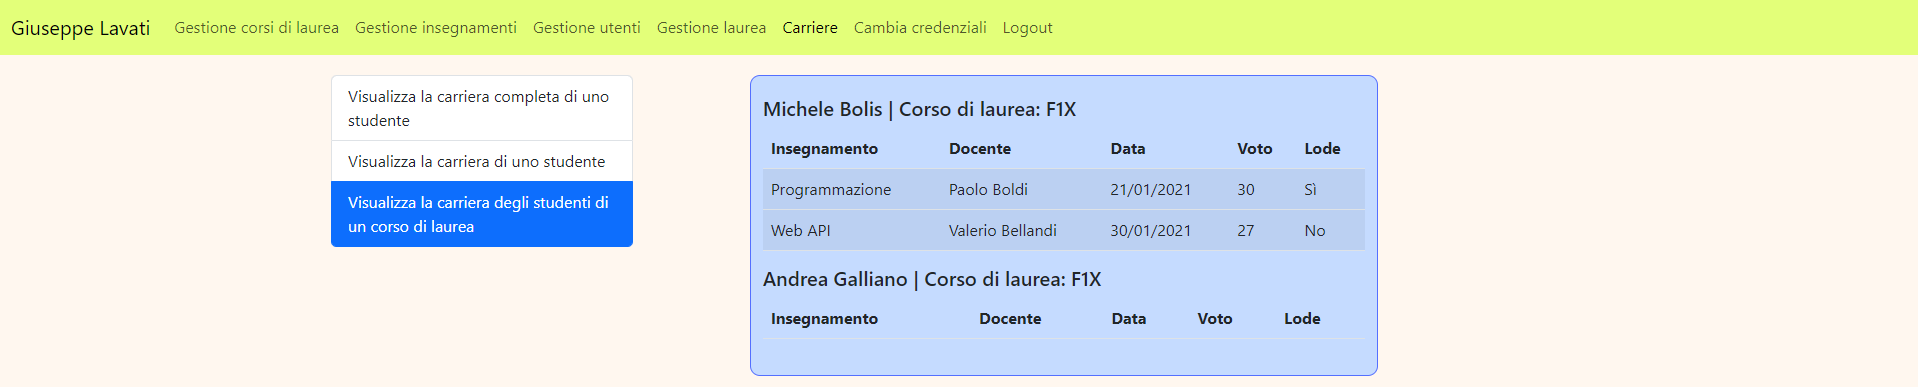 Giuseppe Lavati Gestione corsi di laurea Gestione insegnamenti Gestione utenti Gestione laurea Carriere Cambia credenziali Logout
Visualizza la carriera completa di uno
studente
Visualizza la carriera di uno studente
Visualizza la carriera degli studenti di
un corso di laurea
Michele Bolis | Corso di laurea: F1X
Insegnamento Docente Data Voto Lode
Programmazione Paolo Boldi 21/01/2021 30 Sì
Web API Valerio Bellandi 30/01/2021 27 No
Andrea Galliano | Corso di laurea: F1X
Insegnamento Docente Data Voto Lode